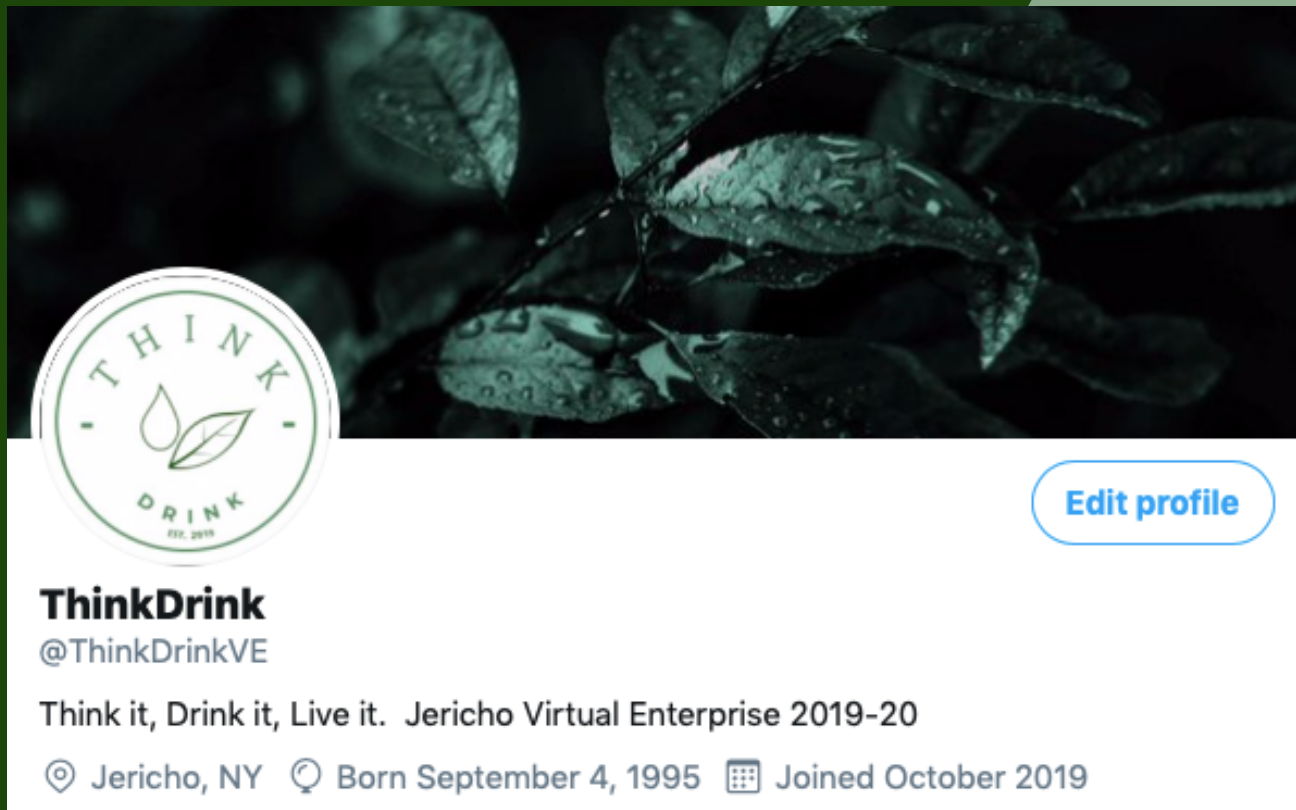 THINK
DRINK
EST. 2019
Edit profile
ThinkDrink
@ThinkDrinkVE
Think it, Drink it, Live it.  Jericho Virtual Enterprise 2019-20
Jericho, NY Born September 4, 1995 Joined October 2019